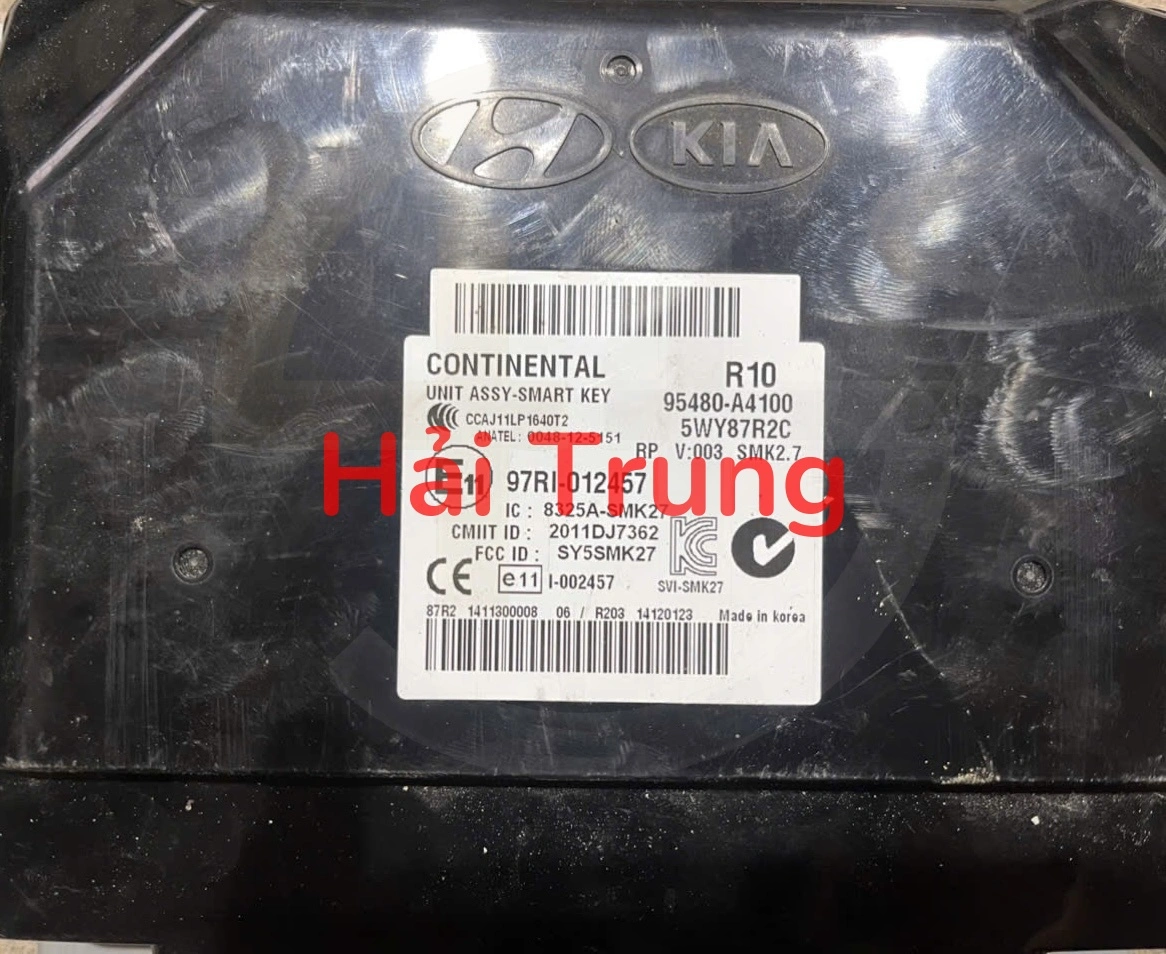 KIA
CONTINENTAL R10
UNIT ASSY-SMART KEY 95480-A4100
CCAJ11LP1640T2 5WY87R2C
ANATEL: 0048-12-5151
RP V:003 SMK2.7
Hải Trung
E11 97RI-012457
IC : 8325A-SMK27
CMIIT ID : 2011DJ7362
FCC ID : SY5SMK27
CE e11 I-002457 KC SVI-SMK27
87R2 1411300008 06 / R203 14120123 Made in korea